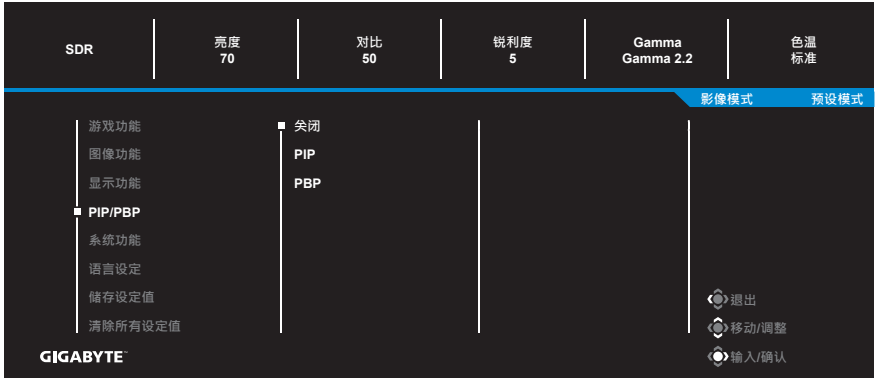 SDR
亮度
70
对比
50
锐利度
5
Gamma
Gamma 2.2
色温
标准
影像模式 预设模式
游戏功能
图像功能
显示功能
PIP/PBP
系统功能
语言设定
储存设定值
清除所有设定值
关闭
PIP
PBP
退出
移动/调整
输入/确认
GIGABYTE™